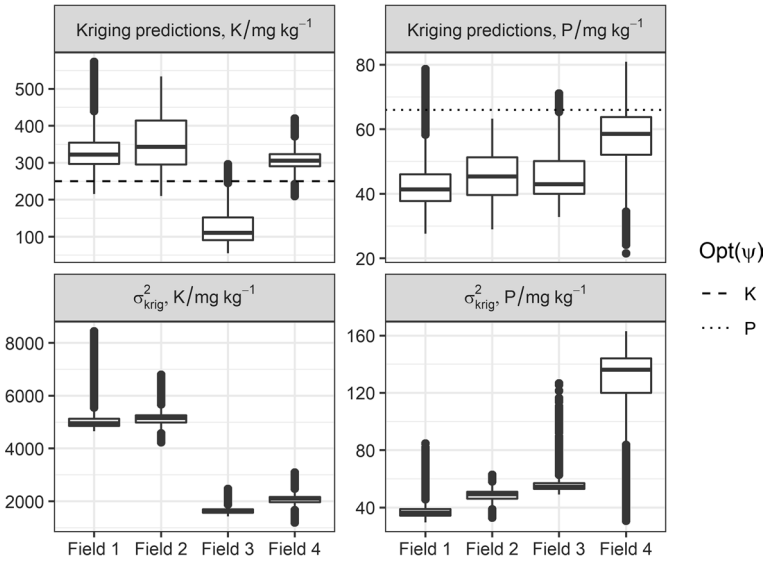 Kriging predictions, K/mg kg⁻¹
Kriging predictions, P/mg kg⁻¹
500
400
300
200
100
80
60
40
20
σ²krig, K/mg kg⁻¹
σ²krig, P/mg kg⁻¹
8000
6000
4000
2000
160
120
80
40
Field 1 Field 2 Field 3 Field 4
Field 1 Field 2 Field 3 Field 4
Opt(ψ)
K
P